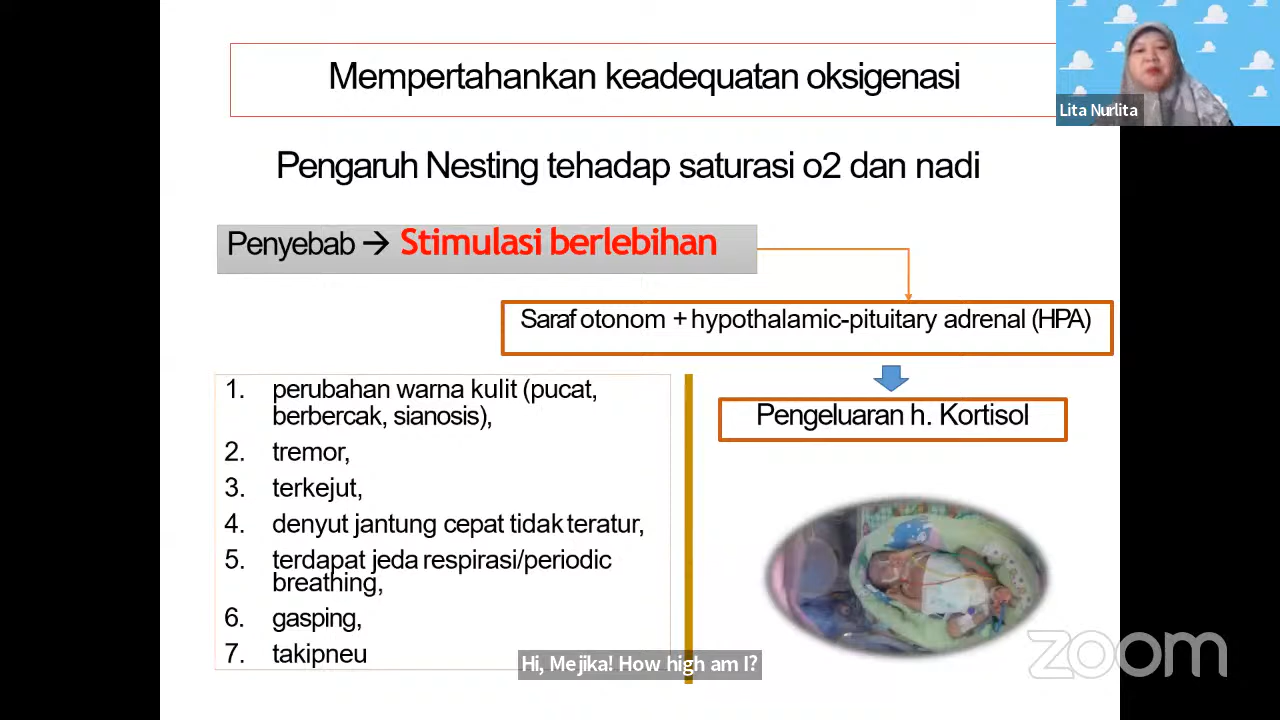 Mempertahankan keadequatan oksigenasi
Lita Nurlita
Pengaruh Nesting tehadap saturasi o2 dan nadi
Penyebab → Stimulasi berlebihan
Saraf otonom + hypothalamic-pituitary adrenal (HPA)
Pengeluaran h. Kortisol
1. perubahan warna kulit (pucat,
berbercak, sianosis),
2. tremor,
3. terkejut,
4. denyut jantung cepat tidak teratur,
5. terdapat jeda respirasi/periodic
breathing,
6. gasping,
7. takipneu
Hi, Mejika! How high am I?
zoom